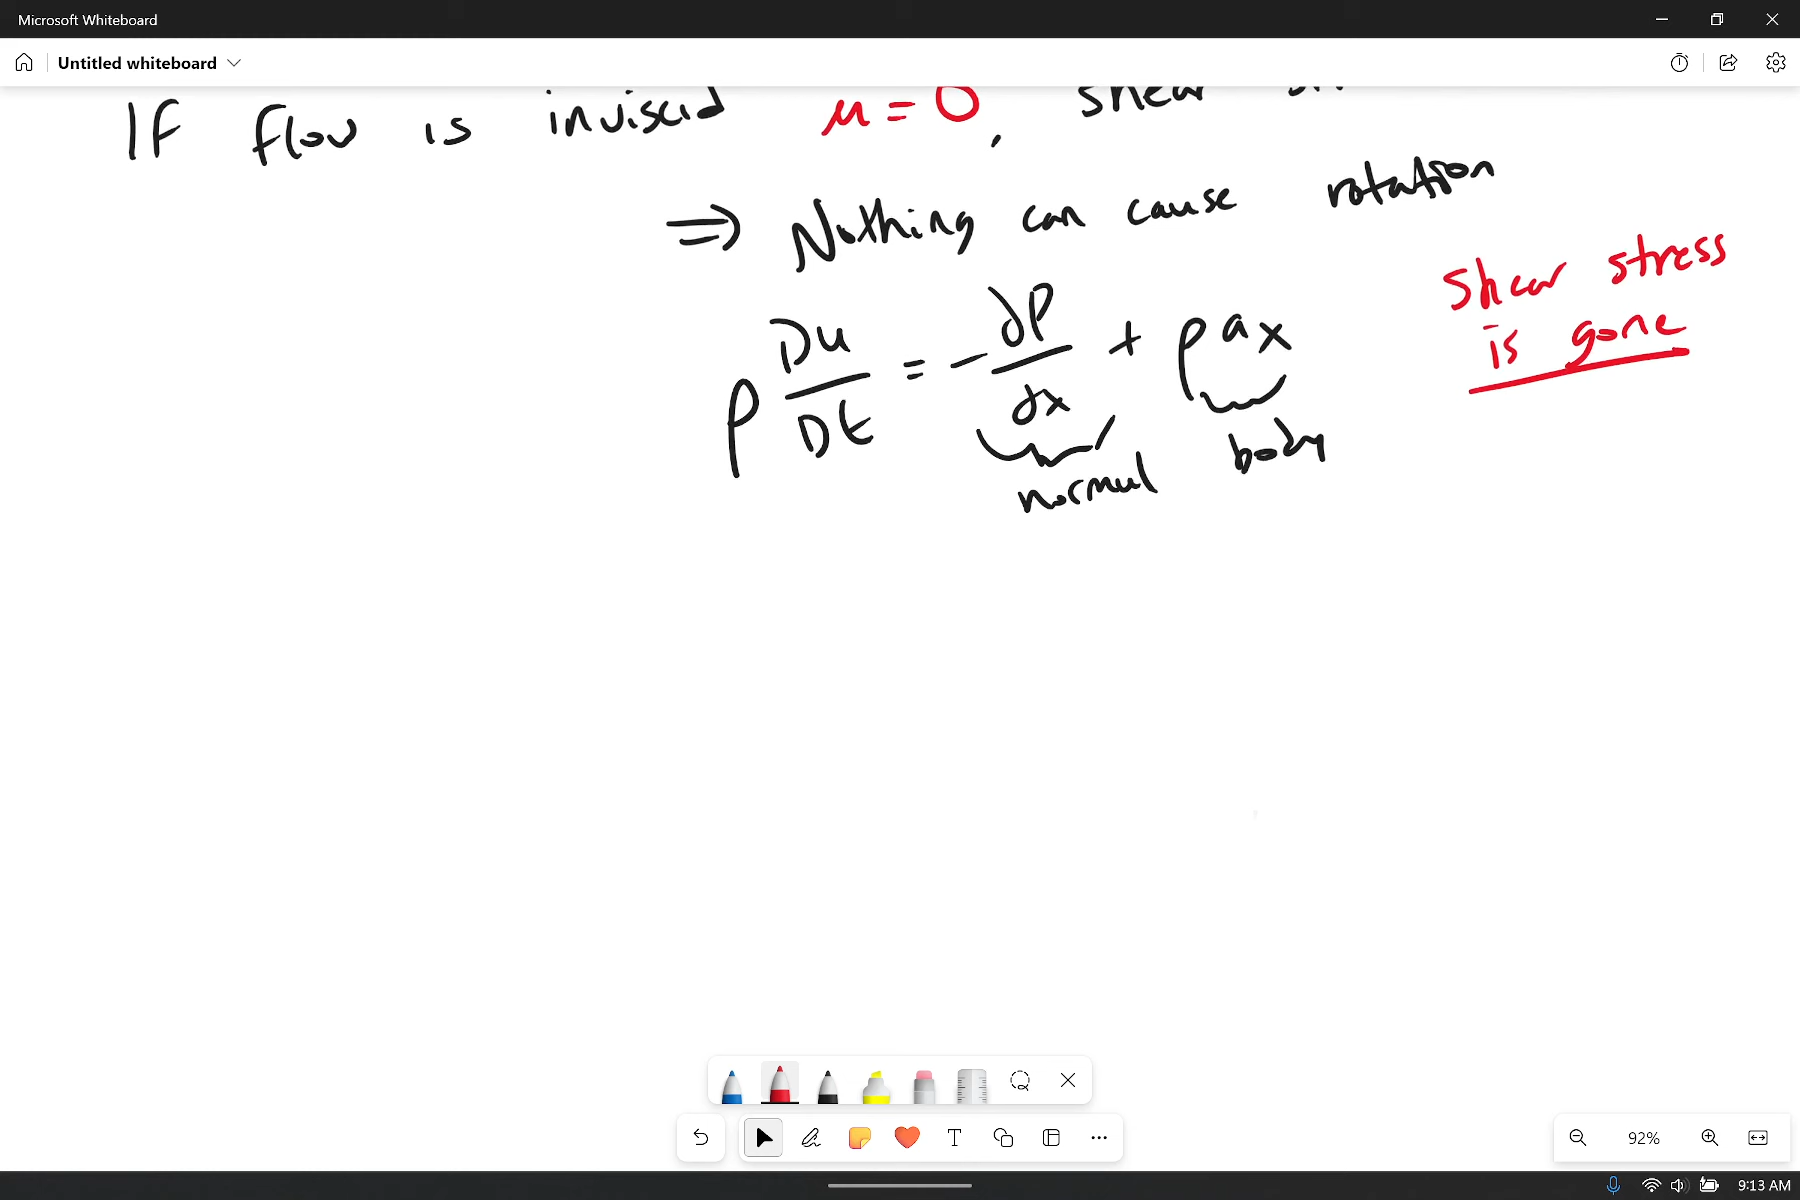 Microsoft Whiteboard
Untitled whiteboard
If flow is inviscid μ = 0, shear
⇒ Nothing can cause rotation
shear stress
is gone
ρ Du/Dt = - ∂P/∂x + ρ ax
normal body
92%
9:13 AM